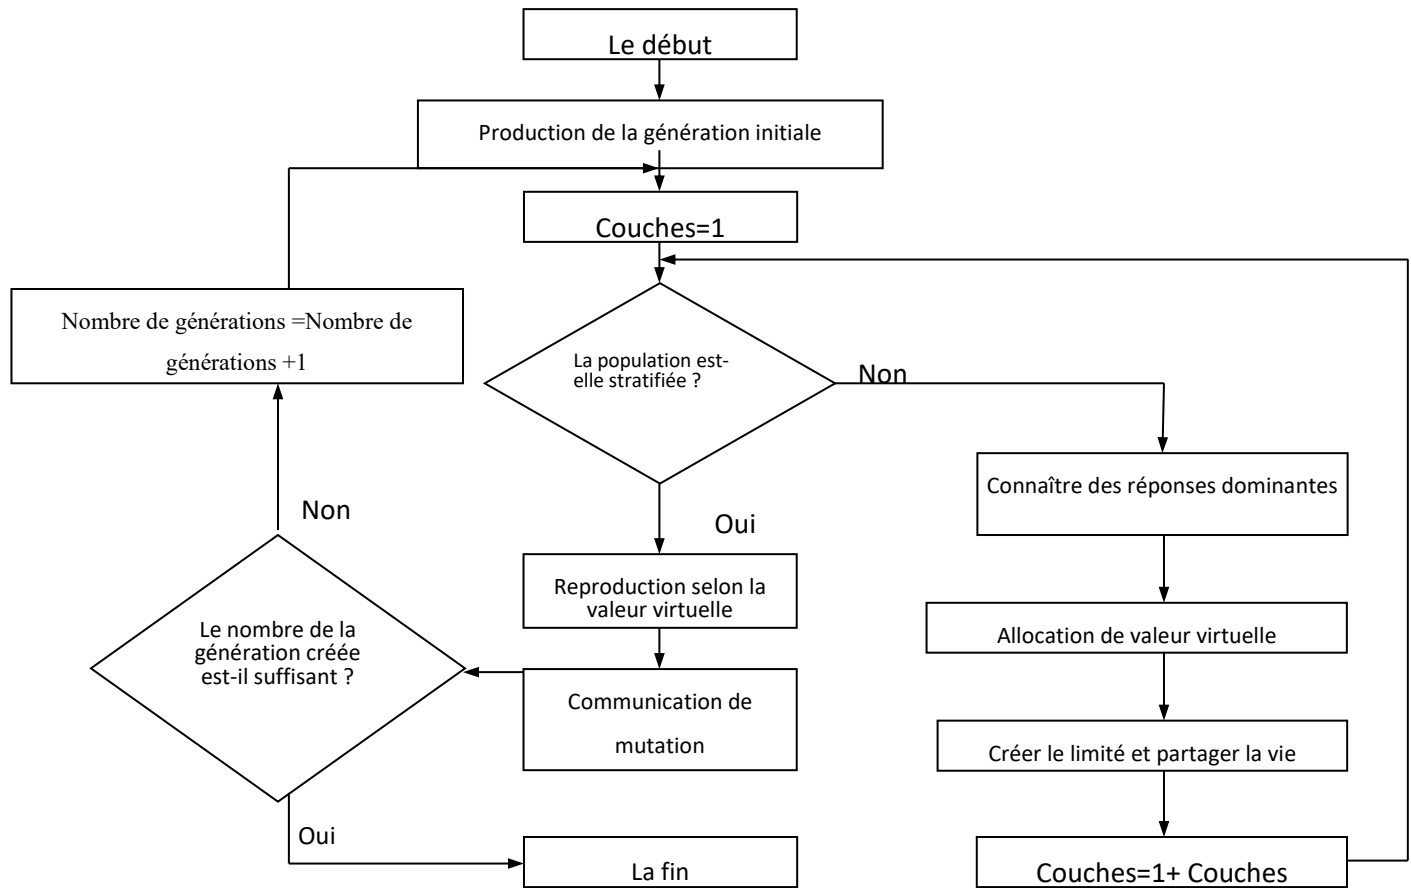 Le début
Production de la génération initiale
Couches=1
Nombre de générations =Nombre de
générations +1
La population est-
elle stratifiée ?
Non
Connaître des réponses dominantes
Non
Oui
Reproduction selon la
valeur virtuelle
Le nombre de la
génération créée
est-il suffisant ?
Allocation de valeur virtuelle
Communication de
mutation
Créer le limité et partager la vie
Oui
La fin
Couches=1+ Couches